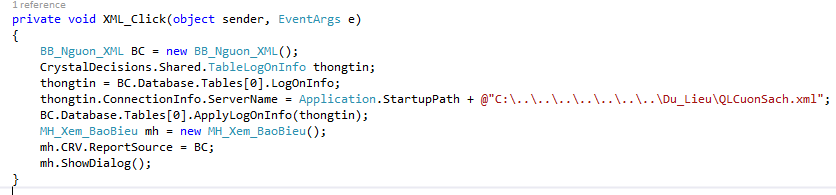 1 reference
private void XML_Click(object sender, EventArgs e)
{
BB_Nguon_XML BC = new BB_Nguon_XML();
CrystalDecisions.Shared.TableLogOnInfo thongtin;
thongtin = BC.Database.Tables[0].LogOnInfo;
thongtin.ConnectionInfo.ServerName = Application.StartupPath + @"C:\..\..\..\..\..\..\..\Du_Lieu\QLCuonSach.xml";
BC.Database.Tables[0].ApplyLogOnInfo(thongtin);
MH_Xem_BaoBieu mh = new MH_Xem_BaoBieu();
mh.CRV.ReportSource = BC;
mh.ShowDialog();
}